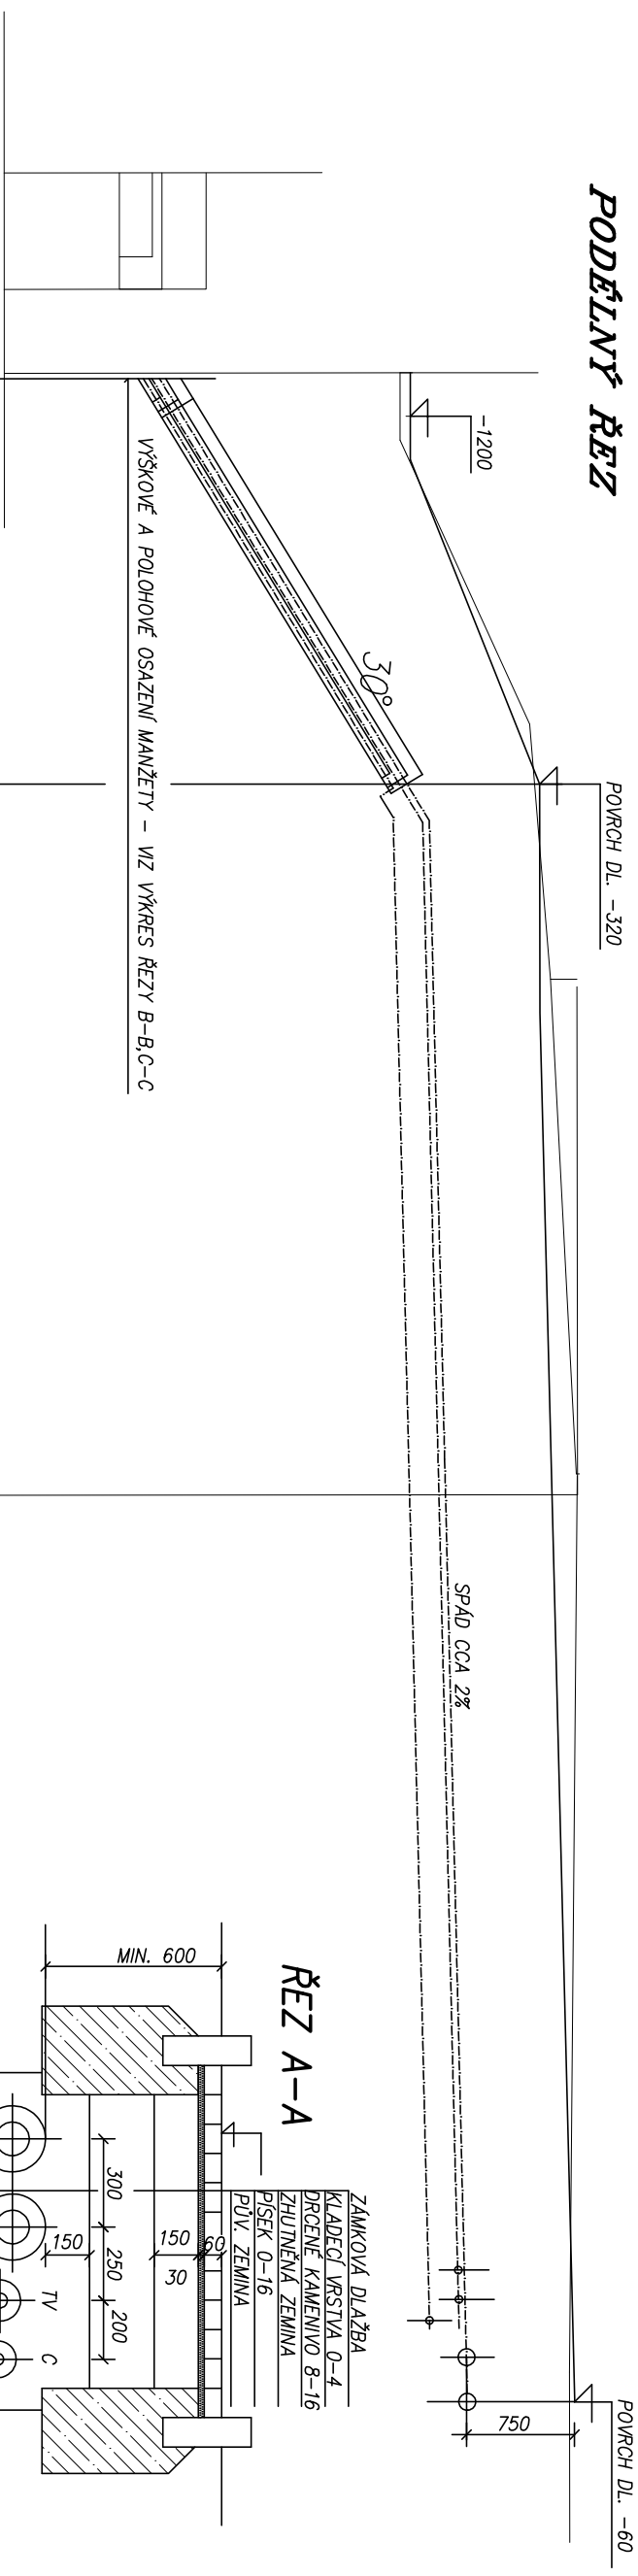 PODÉLNÝ ŘEZ
-1200
30°
VÝŠKOVÉ A POLOHOVÉ OSAZENÍ MANŽETY - VIZ VÝKRES ŘEZY B-B,C-C
POVRCH DL. -320
SPÁD CCA 2%
POVRCH DL. -60
750
ŘEZ A-A
ZÁMKOVÁ DLAŽBA
KLADECÍ VRSTVA 0-4
DRCENÉ KAMENIVO 8-16
ZHUTNĚNÁ ZEMINA
PÍSEK 0-16
PŮV. ZEMINA
MIN. 600
60
150
30
150
300
250
200
TV
C